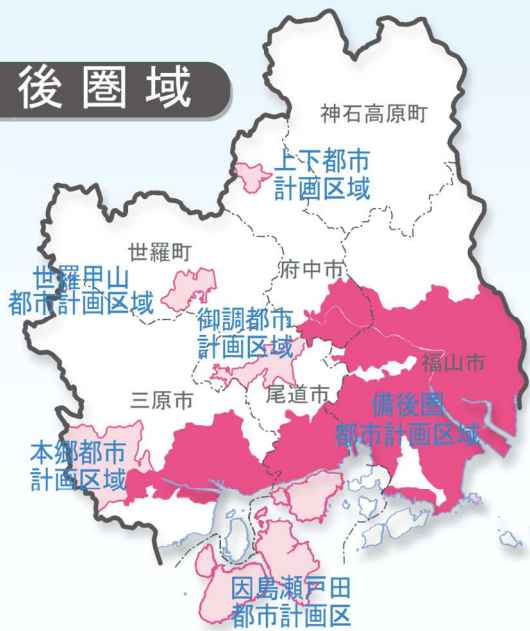 後圏域
神石高原町
上下都市
計画区域
世羅町
世羅甲山
都市計画区域
府中市
御調都市
計画区域
福山市
三原市
尾道市
備後圏
都市計画区域
本郷都市
計画区域
因島瀬戸田
都市計画区